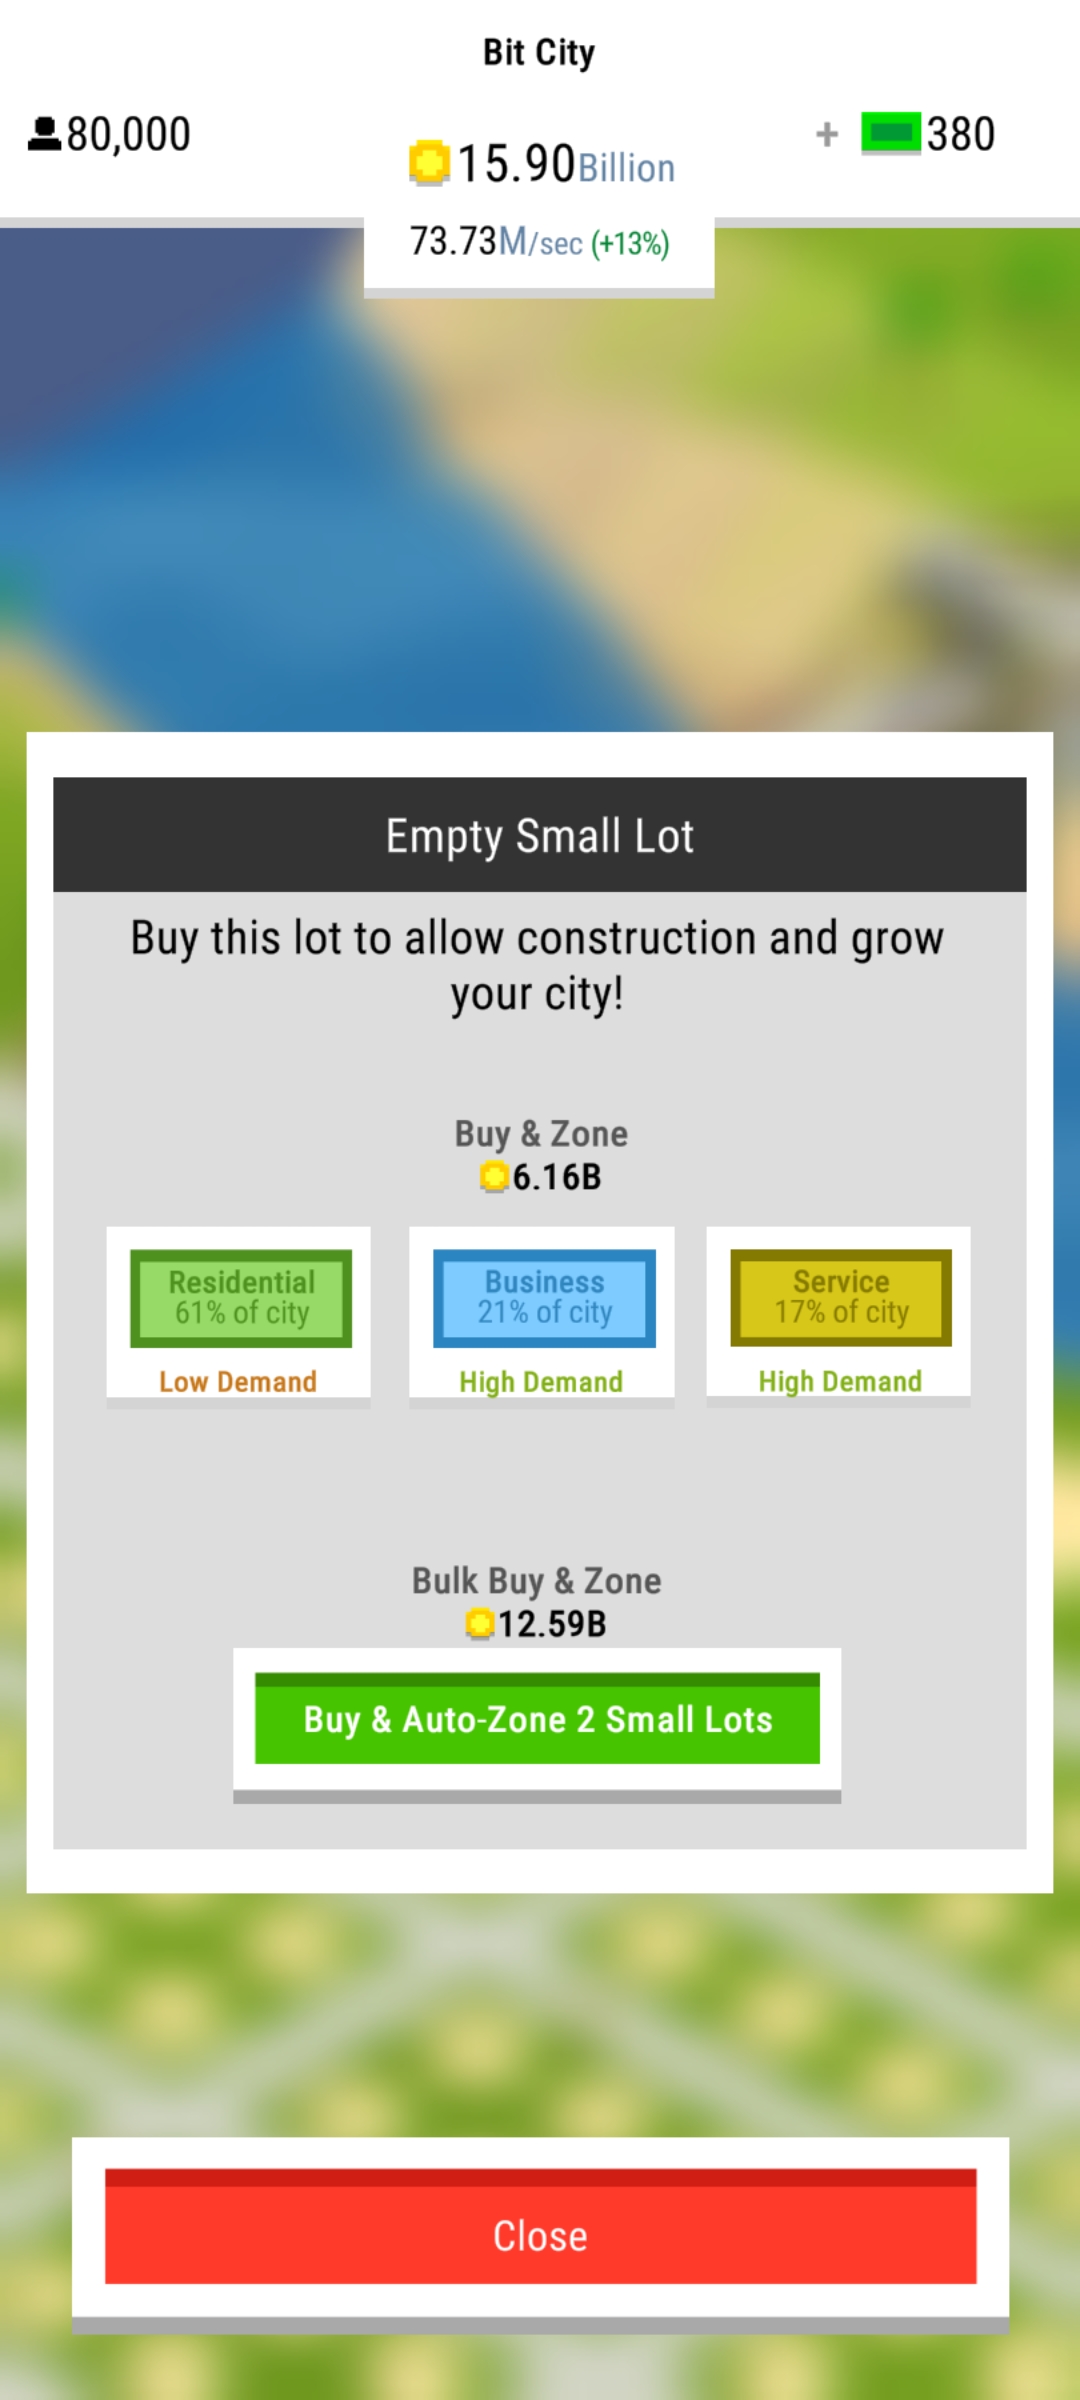 Bit City
80,000
15.90Billion
+ 380
73.73M/sec (+13%)
Empty Small Lot
Buy this lot to allow construction and grow
your city!
Buy & Zone
6.16B
Residential
61% of city
Low Demand
Business
21% of city
High Demand
Service
17% of city
High Demand
Bulk Buy & Zone
12.59B
Buy & Auto-Zone 2 Small Lots
Close